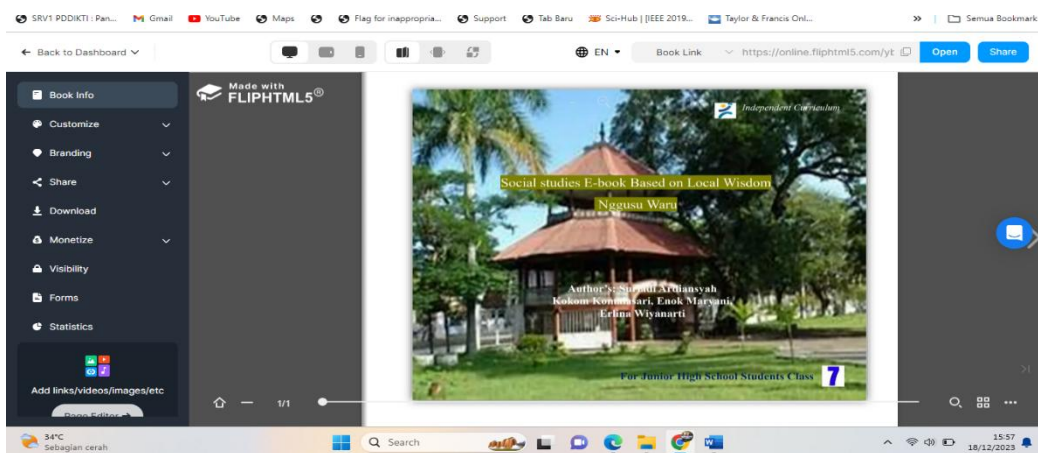 SRV1 PDDIKTI : Pan... Gmail YouTube Maps Flag for inappropria... Support Tab Baru Sci-Hub | [IEEE 2019... Taylor & Francis Onl... » Semua Bookmark
Back to Dashboard EN Book Link https://online.fliphtml5.com/yt Open Share
Book Info
Customize
Branding
Share
Download
Monetize
Visibility
Forms
Statistics
Add links/videos/images/etc
Page Editor
Made with
FLIPHTML5®
Independent Curriculum
Social studies E-book Based on Local Wisdom
Nggusu Waru
Author's: Ardiansyah
Kokom Komalasari, Enok Maryani,
Erlina Wiyanarti
For Junior High School Students Class 7
1/1
34°C
Sebagian cerah
Search
15:57
18/12/2023